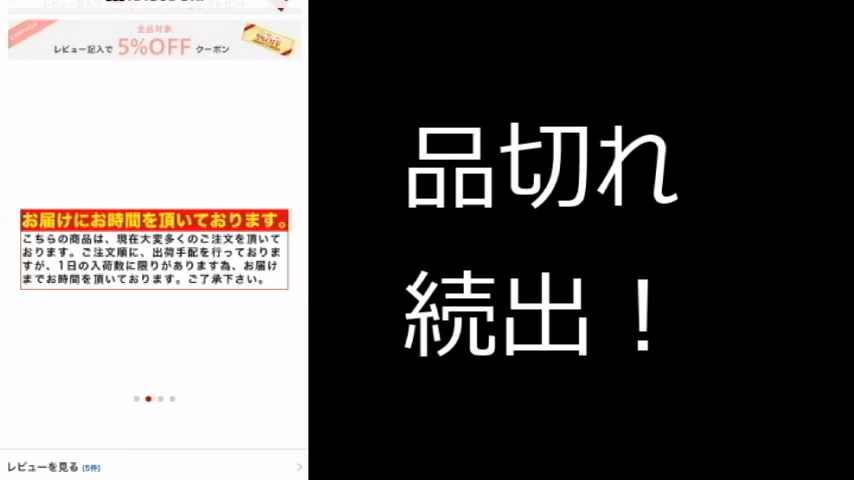 全品対象
レビュー記入で 5%OFF クーポン
お届けにお時間を頂いております。
こちらの商品は、現在大変多くのご注文を頂いて
おります。ご注文順に、出荷手配を行っておりま
すが、1日の入荷数に限りがあります為、お届け
までお時間を頂いております。ご了承下さい。
レビューを見る (5件)
品切れ
続出！